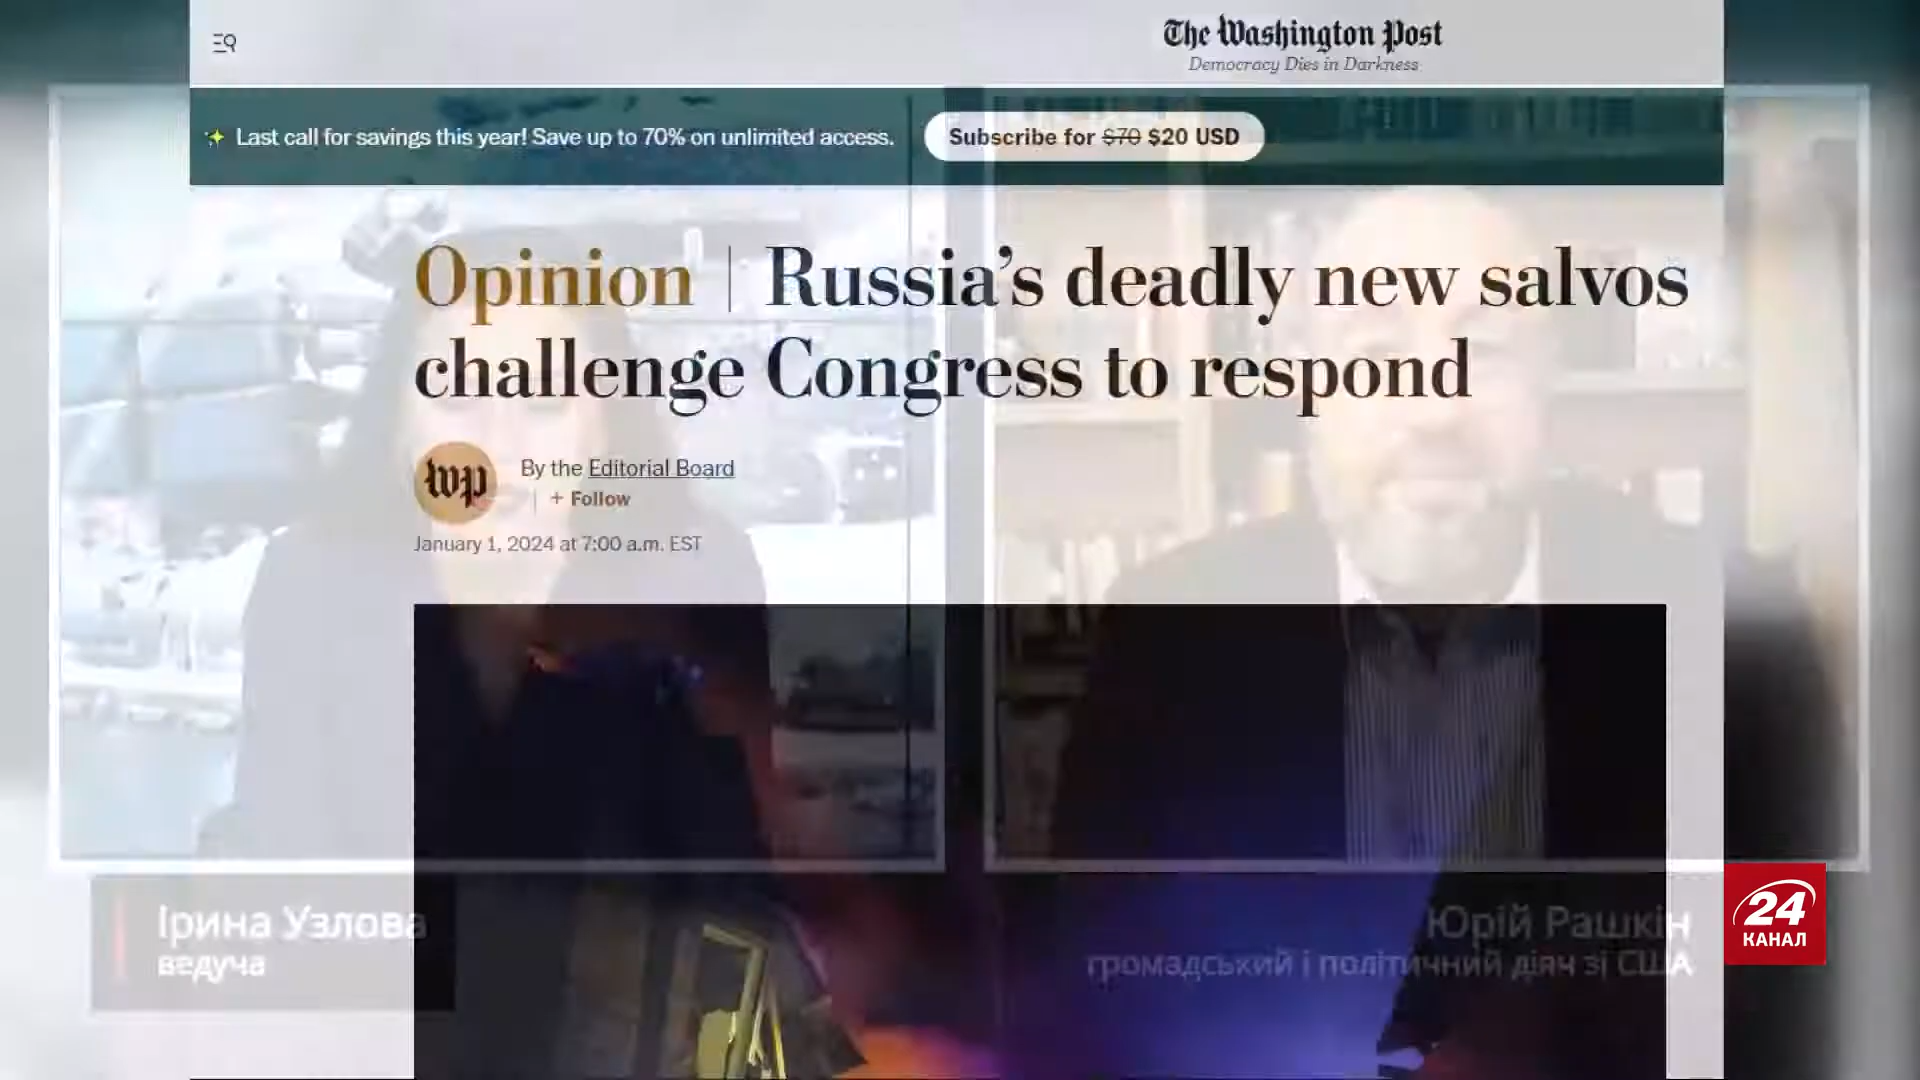 The Washington Post
Democracy Dies in Darkness
Last call for savings this year! Save up to 70% on unlimited access.
Subscribe for $70 $20 USD
Opinion | Russia's deadly new salvos
challenge Congress to respond
wp
By the Editorial Board
+ Follow
January 1, 2024 at 7:00 a.m. EST
Ірина Узлова
ведуча
Юрій Рашкін
громадський і політичний діяч зі США
24
КАНАЛ